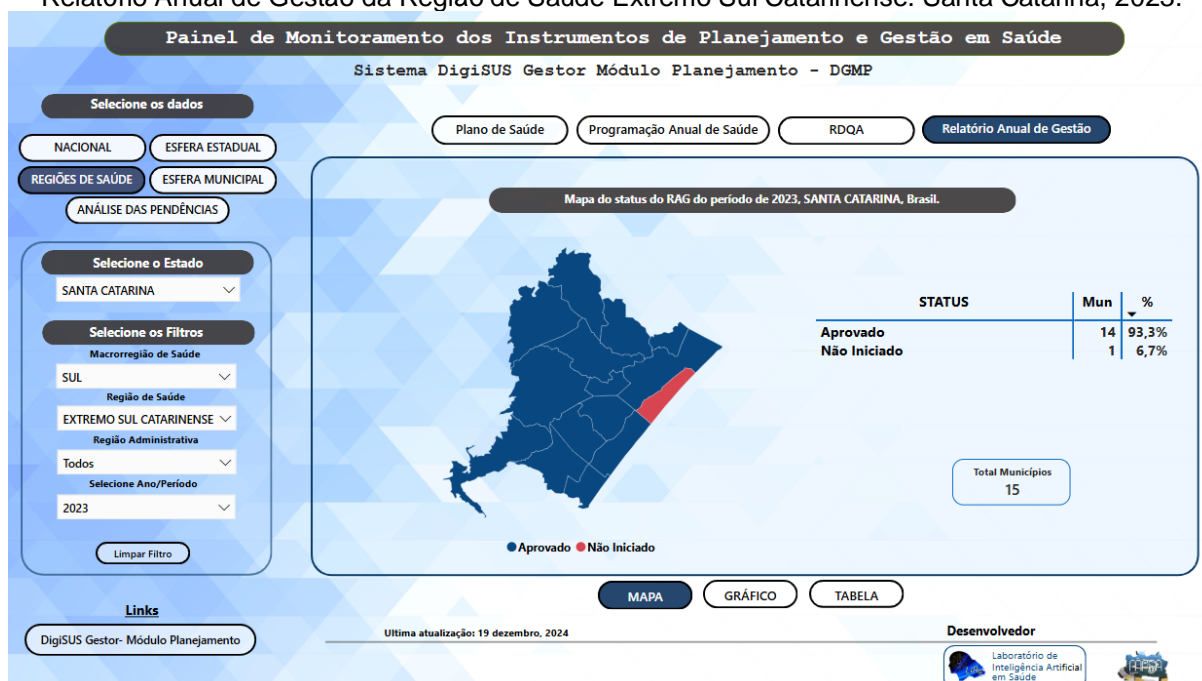 Relatório Anual de Gestão da Região de Saúde Extremo Sul Catarinense. Santa Catarina, 2023.
Painel de Monitoramento dos Instrumentos de Planejamento e Gestão em Saúde
Sistema DigiSUS Gestor Módulo Planejamento - DGMP
Selecione os dados
NACIONAL
ESFERA ESTADUAL
REGIÕES DE SAÚDE
ESFERA MUNICIPAL
ANÁLISE DAS PENDÊNCIAS
Plano de Saúde
Programação Anual de Saúde
RDQA
Relatório Anual de Gestão
Selecione o Estado
SANTA CATARINA
Selecione os Filtros
Macrorregião de Saúde
SUL
Região de Saúde
EXTREMO SUL CATARINENSE
Região Administrativa
Todos
Selecione Ano/Período
2023
Limpar Filtro
Mapa do status do RAG do período de 2023, SANTA CATARINA, Brasil.
STATUS Mun %
Aprovado 14 93,3%
Não Iniciado 1 6,7%
Total Municípios
15
Aprovado Não Iniciado
MAPA
GRÁFICO
TABELA
Links
DigiSUS Gestor- Módulo Planejamento
Ultima atualização: 19 dezembro, 2024
Desenvolvedor
Laboratório de
Inteligência Artificial
em Saúde